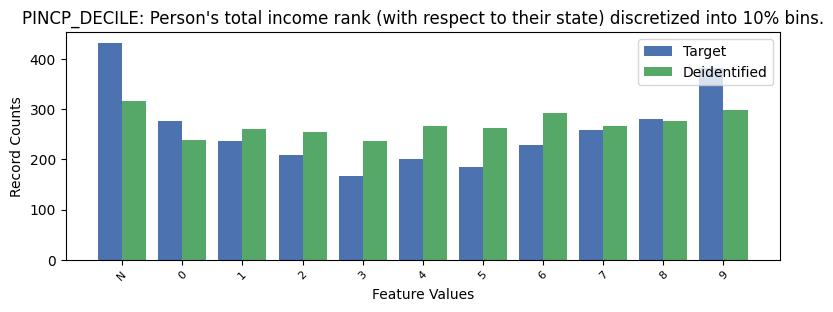 PINCP_DECILE: Person's total income rank (with respect to their state) discretized into 10% bins.
Target
Deidentified
400
300
200
100
0
Record Counts
N 0 1 2 3 4 5 6 7 8 9
Feature Values